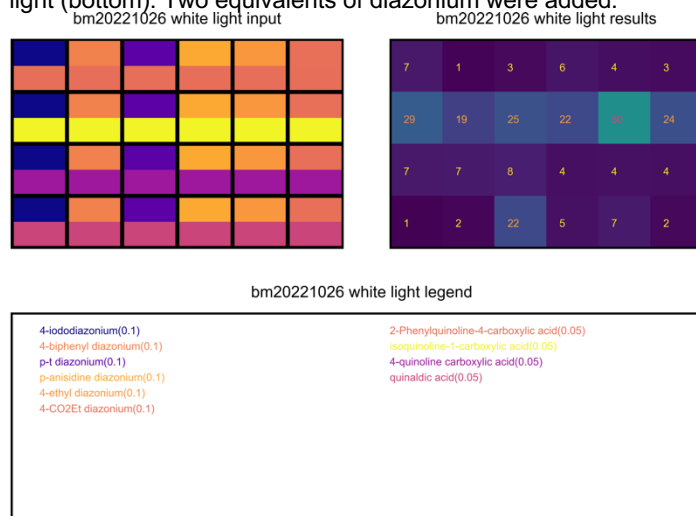 light (bottom). Two equivalents of diazonium were added.
bm20221026 white light input
bm20221026 white light results
7 1 3 6 4 3
29 19 25 22 50 24
7 7 8 4 4 4
1 2 22 5 7 2
bm20221026 white light legend
4-iododiazonium(0.1)
4-biphenyl diazonium(0.1)
p-t diazonium(0.1)
p-anisidine diazonium(0.1)
4-ethyl diazonium(0.1)
4-CO2Et diazonium(0.1)
2-Phenylquinoline-4-carboxylic acid(0.05)
isoquinoline-1-carboxylic acid(0.05)
4-quinoline carboxylic acid(0.05)
quinaldic acid(0.05)